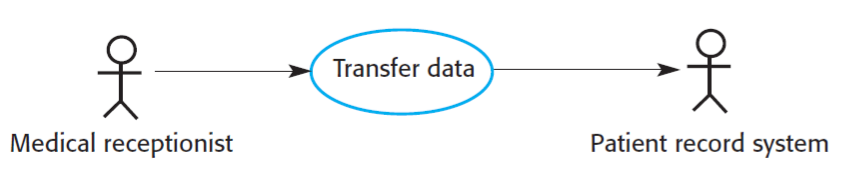 Transfer data
Medical receptionist
Patient record system